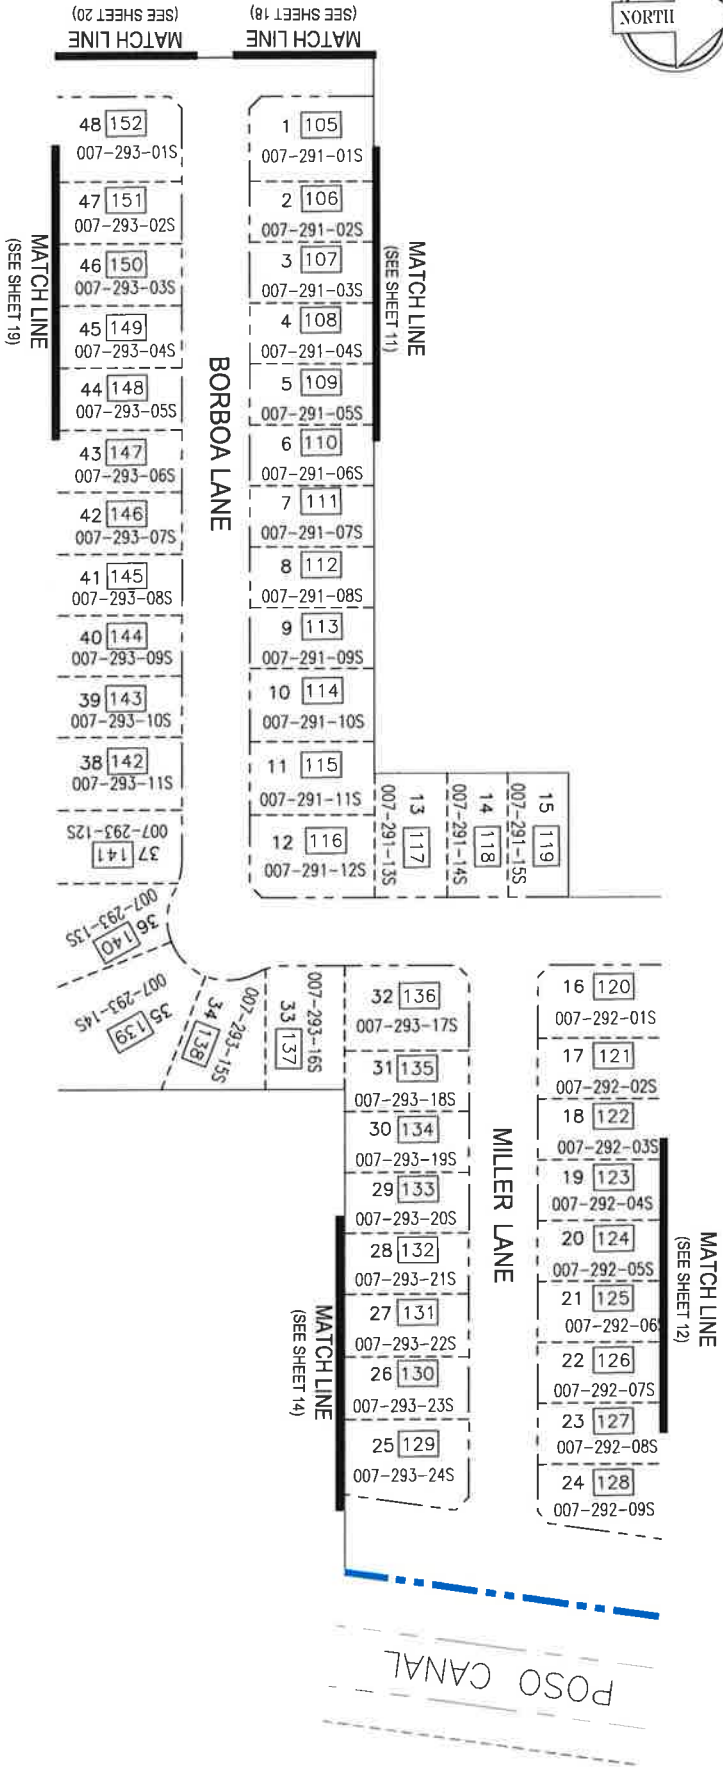 NORTH
MATCH LINE
(SEE SHEET 20)
MATCH LINE
(SEE SHEET 18)
48 152
007-293-01S
47 151
007-293-02S
46 150
007-293-03S
45 149
007-293-04S
44 148
007-293-05S
43 147
007-293-06S
42 146
007-293-07S
41 145
007-293-08S
40 144
007-293-09S
39 143
007-293-10S
38 142
007-293-11S
37 141
007-293-12S
36 140
007-293-13S
35 139
007-293-14S
34 138
007-293-15S
33 137
007-293-16S
MATCH LINE
(SEE SHEET 19)
BORBOA LANE
1 105
007-291-01S
2 106
007-291-02S
3 107
007-291-03S
4 108
007-291-04S
5 109
007-291-05S
6 110
007-291-06S
7 111
007-291-07S
8 112
007-291-08S
9 113
007-291-09S
10 114
007-291-10S
11 115
007-291-11S
12 116
007-291-12S
MATCH LINE
(SEE SHEET 11)
13 117
007-291-13S
14 118
007-291-14S
15 119
007-291-15S
32 136
007-293-17S
31 135
007-293-18S
30 134
007-293-19S
29 133
007-293-20S
28 132
007-293-21S
27 131
007-293-22S
26 130
007-293-23S
25 129
007-293-24S
MATCH LINE
(SEE SHEET 14)
MILLER LANE
16 120
007-292-01S
17 121
007-292-02S
18 122
007-292-03S
19 123
007-292-04S
20 124
007-292-05S
21 125
007-292-06S
22 126
007-292-07S
23 127
007-292-08S
24 128
007-292-09S
MATCH LINE
(SEE SHEET 12)
POSO CANAL